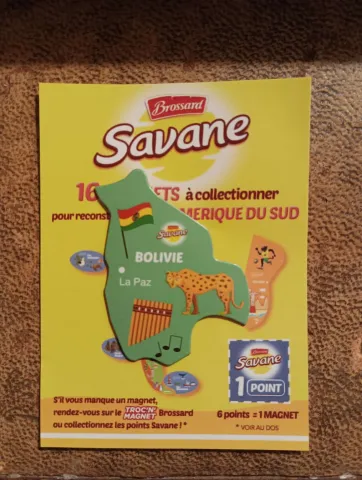 Brossard
Savane
16 ETS à collectionner
pour reconst MERIQUE DU SUD
Savane
BOLIVIE
La Paz
Brossard
Savane
1 POINT
S'il vous manque un magnet,
rendez-vous sur le TROC'N' MAGNET Brossard
ou collectionnez les points Savane ! *
6 points = 1 MAGNET
* VOIR AU DOS